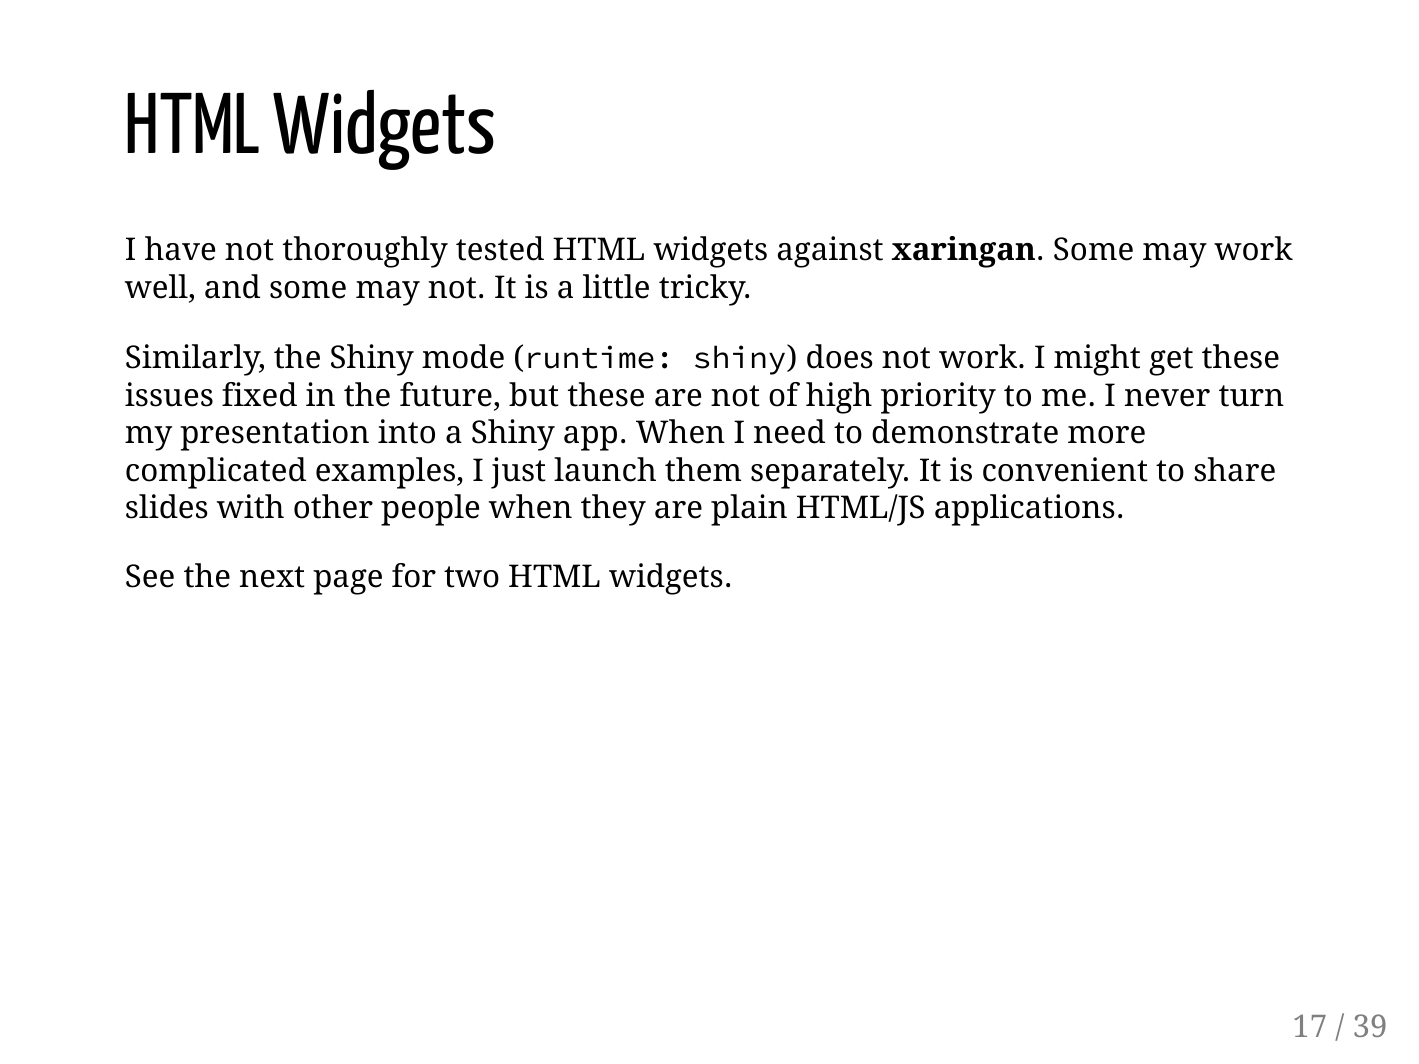 HTML Widgets
I have not thoroughly tested HTML widgets against xaringan. Some may work
well, and some may not. It is a little tricky.
Similarly, the Shiny mode (runtime: shiny) does not work. I might get these
issues fixed in the future, but these are not of high priority to me. I never turn
my presentation into a Shiny app. When I need to demonstrate more
complicated examples, I just launch them separately. It is convenient to share
slides with other people when they are plain HTML/JS applications.
See the next page for two HTML widgets.
17 / 39